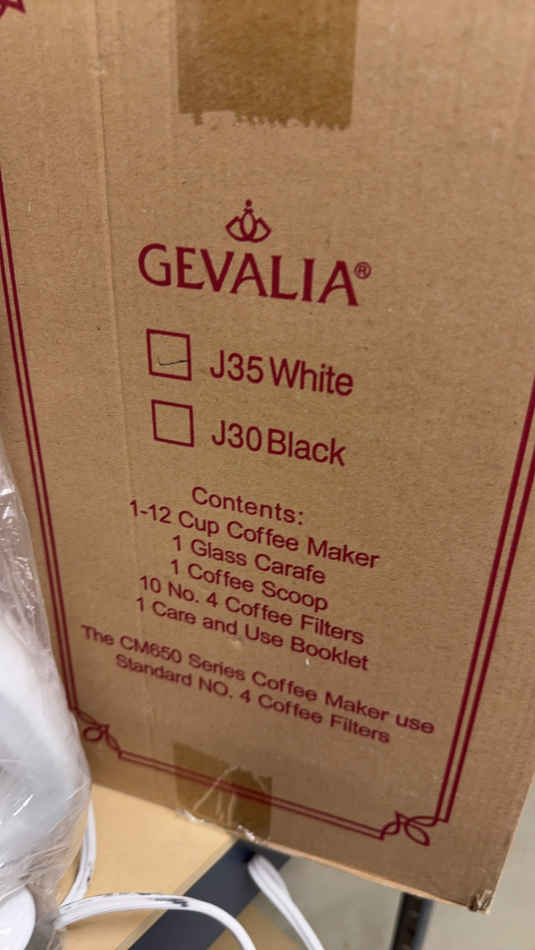 GEVALIA®
J35 White
J30 Black
Contents:
1-12 Cup Coffee Maker
1 Glass Carafe
1 Coffee Scoop
10 No. 4 Coffee Filters
1 Care and Use Booklet
The CM650 Series Coffee Maker use
Standard NO. 4 Coffee Filters